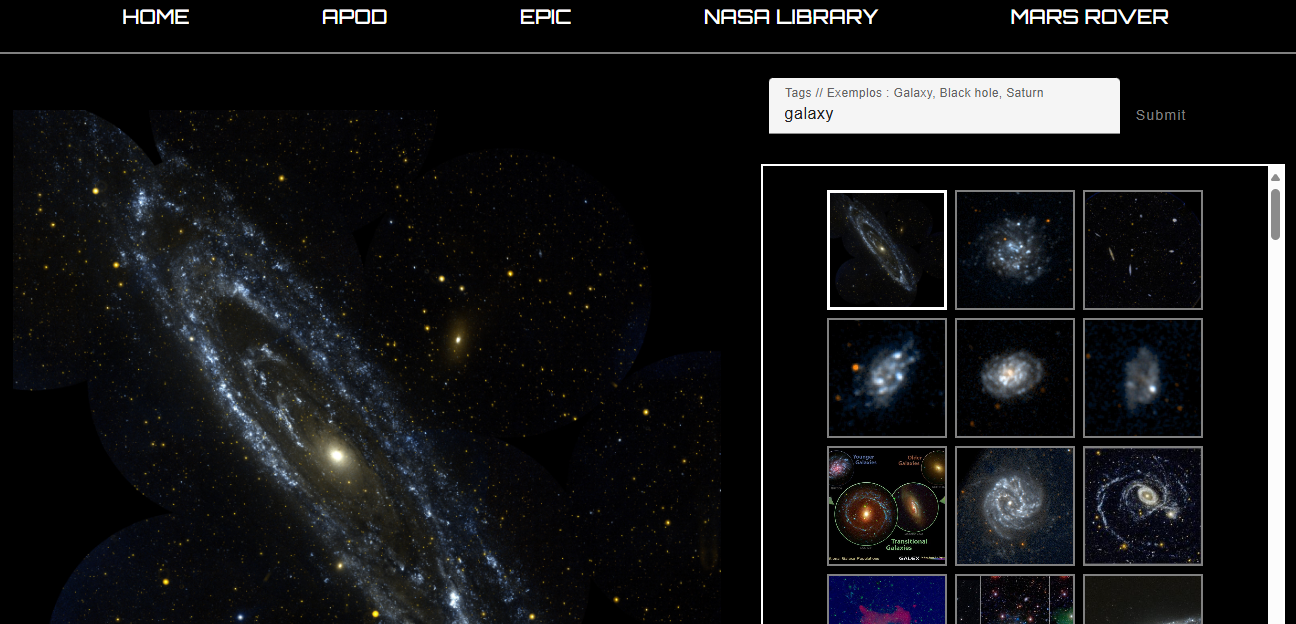 HOME APOD EPIC NASA LIBRARY MARS ROVER
Tags // Exemplos : Galaxy, Black hole, Saturn
galaxy
Submit
Younger
Galaxies
Older
Galaxies
Transitional
Galaxies
GALEX